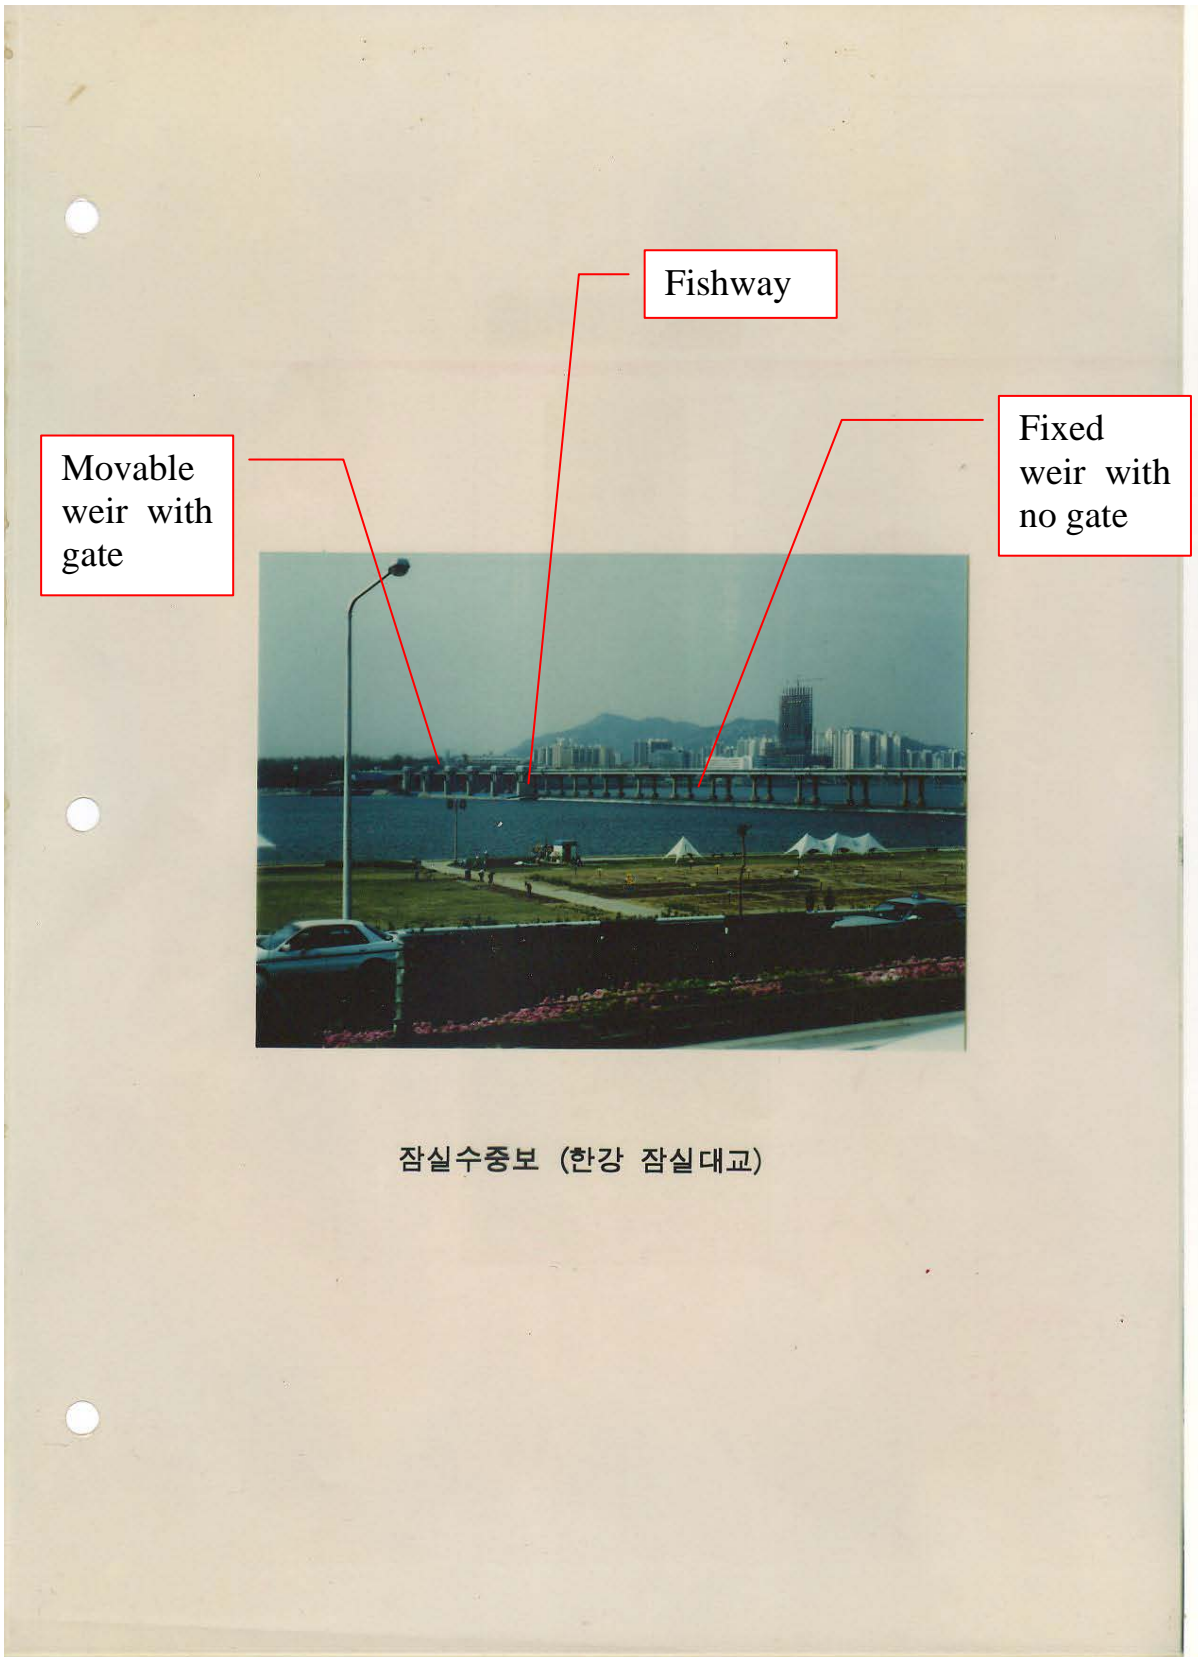 Fishway
Movable
weir with
gate
Fixed
weir with
no gate
잠실수중보 (한강 잠실대교)